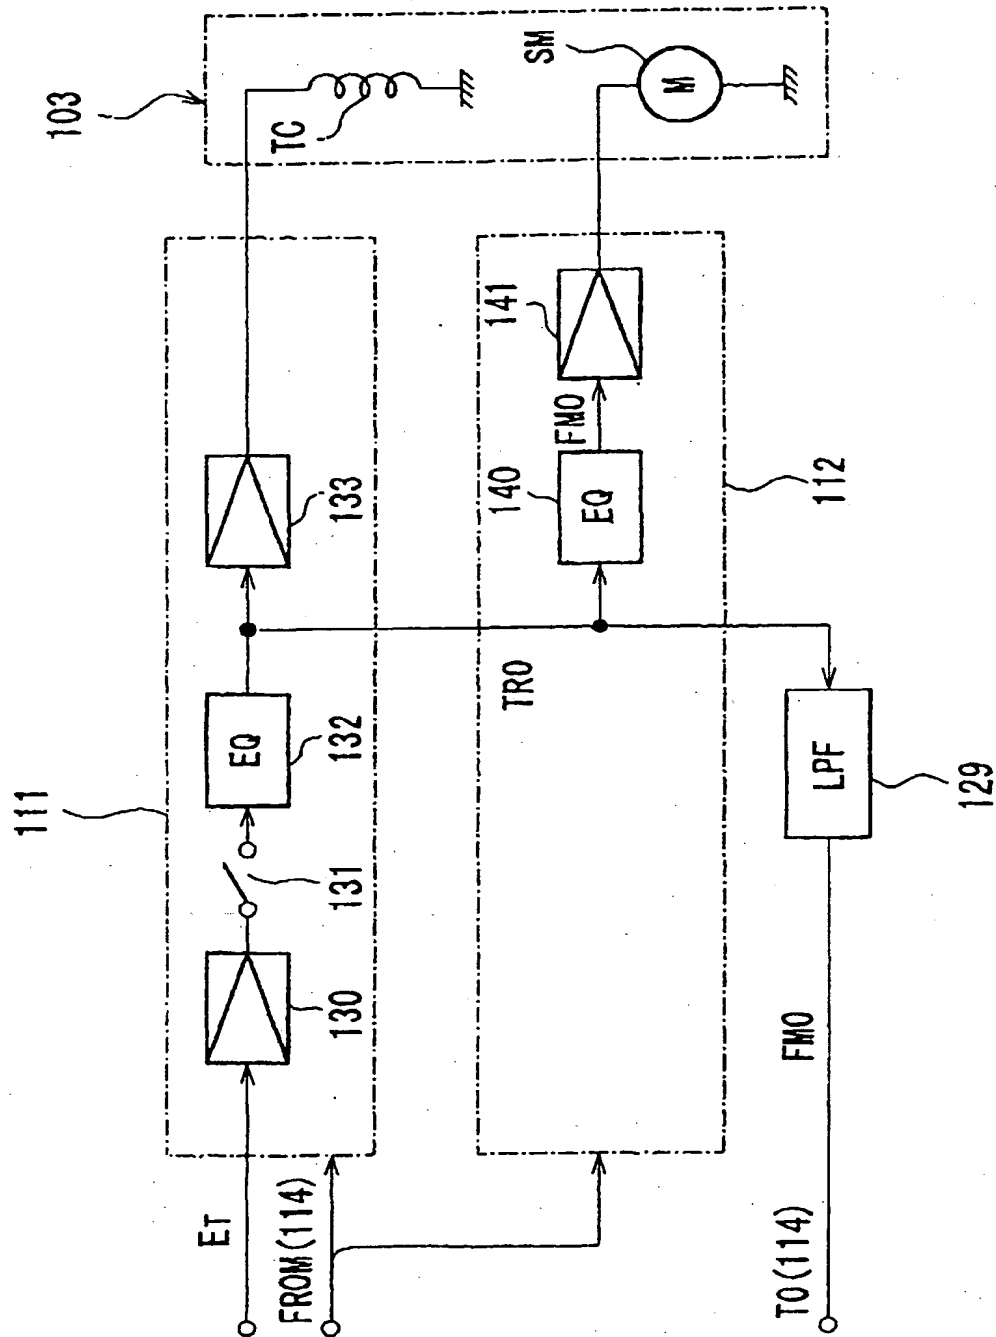 103
TC
SM
M
111
133
141
FMO
140
EQ
112
EQ
132
TRO
131
LPF
129
130
ET
FROM(114)
FMO
TO(114)